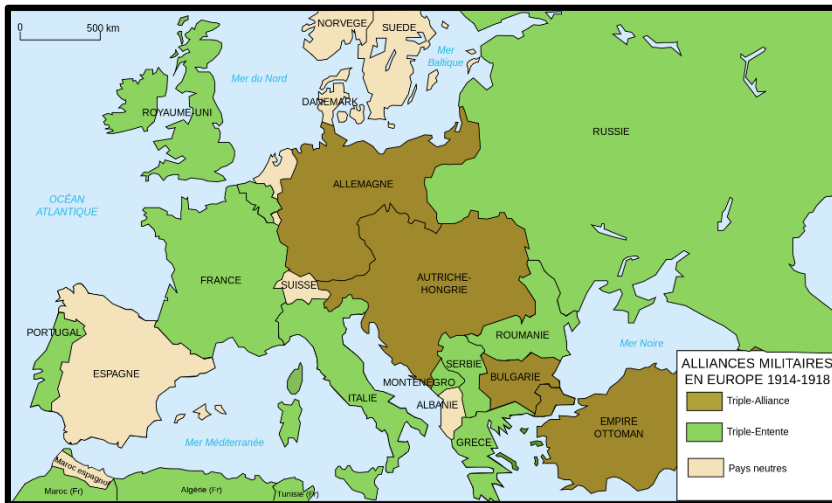 0 500 km
NORVEGE
SUEDE
Mer
Baltique
Mer du Nord
DANEMARK
ROYAUME-UNI
RUSSIE
ALLEMAGNE
OCÉAN
ATLANTIQUE
AUTRICHE-
HONGRIE
FRANCE
SUISSE
PORTUGAL
ROUMANIE
Mer Noire
ESPAGNE
SERBIE
BULGARIE
MONTENEGRO
ITALIE
ALBANIE
EMPIRE
OTTOMAN
Mer Méditerranée
GRECE
Maroc espagnol
Maroc (Fr)
Algérie (Fr)
Tunisie (Fr)
ALLIANCES MILITAIRES
EN EUROPE 1914-1918
Triple-Alliance
Triple-Entente
Pays neutres